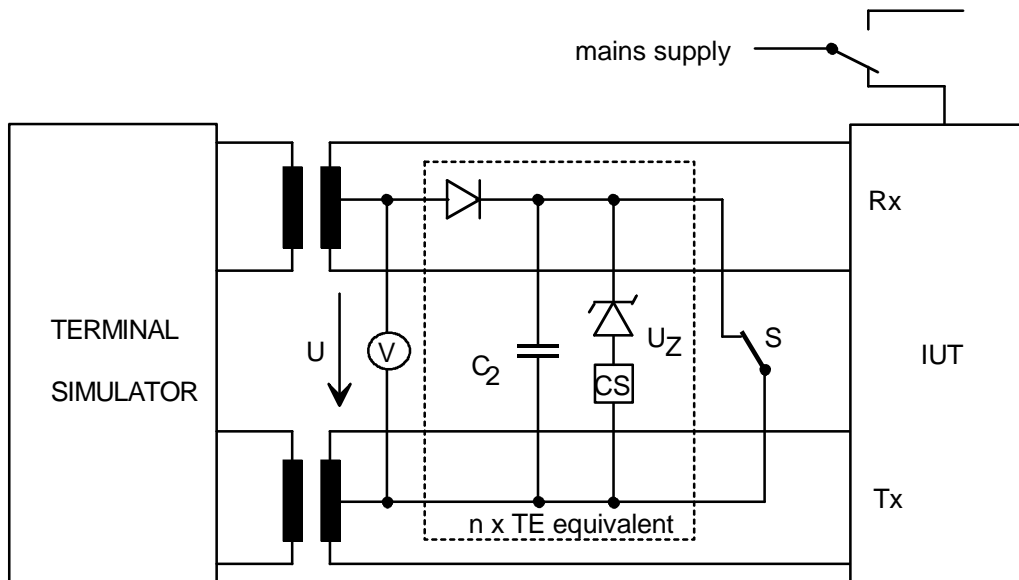 mains supply
Rx
TERMINAL
SIMULATOR
U
V
C2
UZ
CS
S
IUT
Tx
n x TE equivalent